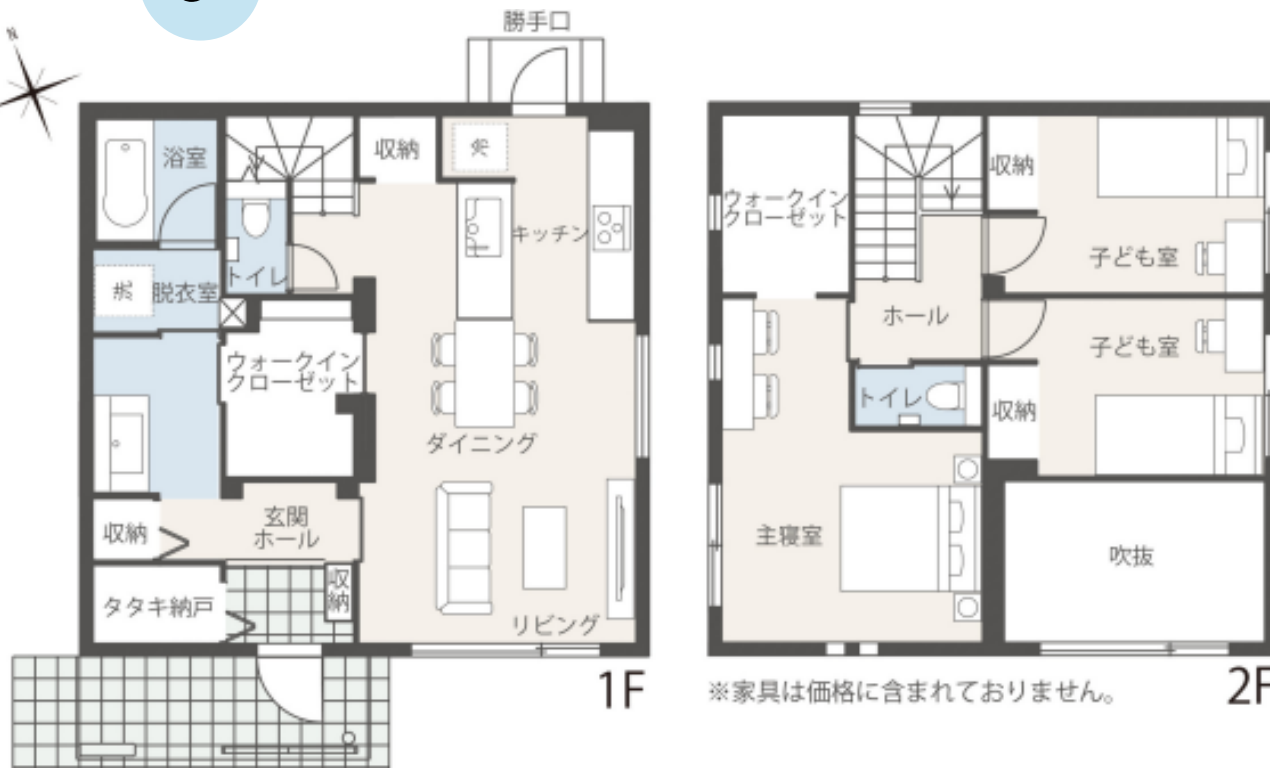 N
勝手口
浴室
収納
冷
キッチン
トイレ
洗
脱衣室
ウォークイン
クローゼット
ダイニング
収納
玄関
ホール
タタキ納戸
収
納
リビング
1F
ウォークイン
クローゼット
収納
子ども室
ホール
子ども室
トイレ
収納
主寝室
吹抜
※家具は価格に含まれておりません。
2F